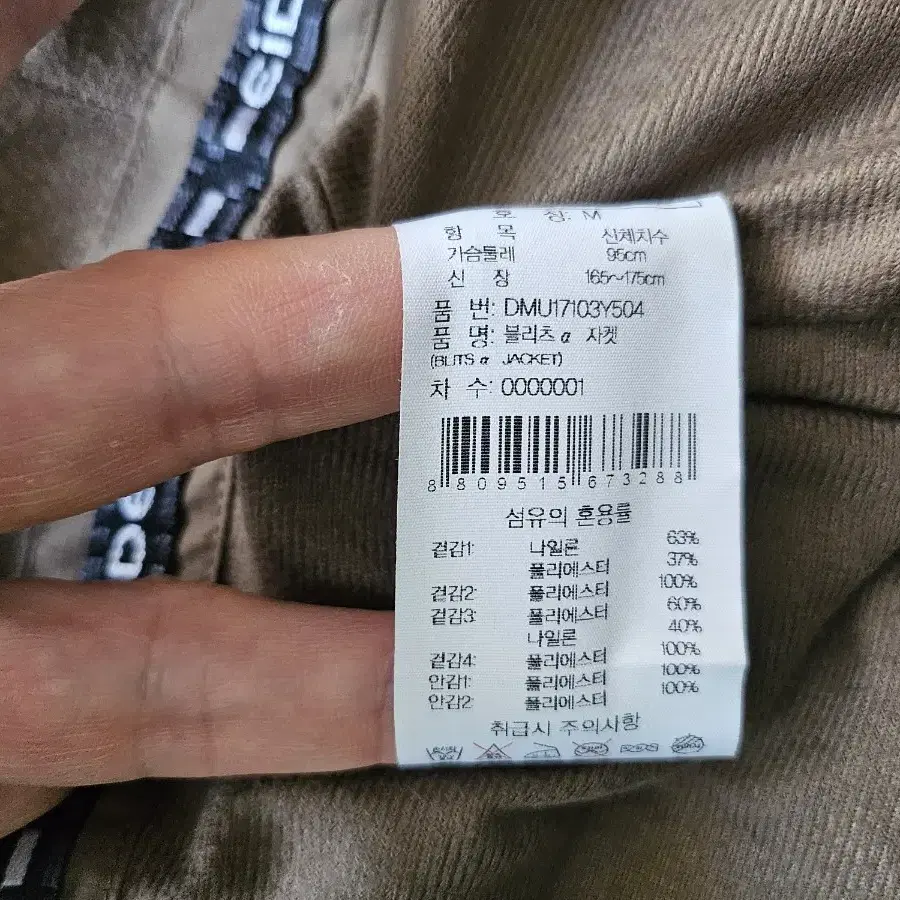 eid
De
호 칭: M
항 목 신체치수
가슴둘레 95cm
신 장 165~175cm
품 번: DMU17103Y504
품 명: 블리츠 α 자켓
(BLITS α JACKET)
차 수: 0000001
8 809515 673288
섬유의 혼용률
겉감1: 나일론 63%
폴리에스터 37%
겉감2: 폴리에스터 100%
겉감3: 폴리에스터 60%
나일론 40%
겉감4: 폴리에스터 100%
안감1: 폴리에스터 100%
안감2: 폴리에스터 100%
취급시 주의사항